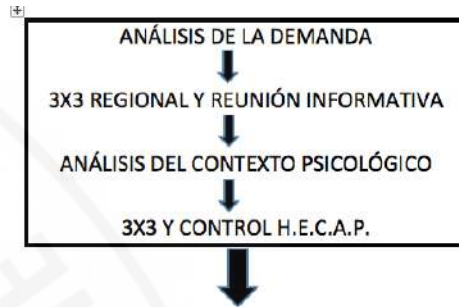 ANÁLISIS DE LA DEMANDA
3X3 REGIONAL Y REUNIÓN INFORMATIVA
ANÁLISIS DEL CONTEXTO PSICOLÓGICO
3X3 Y CONTROL H.E.C.A.P.